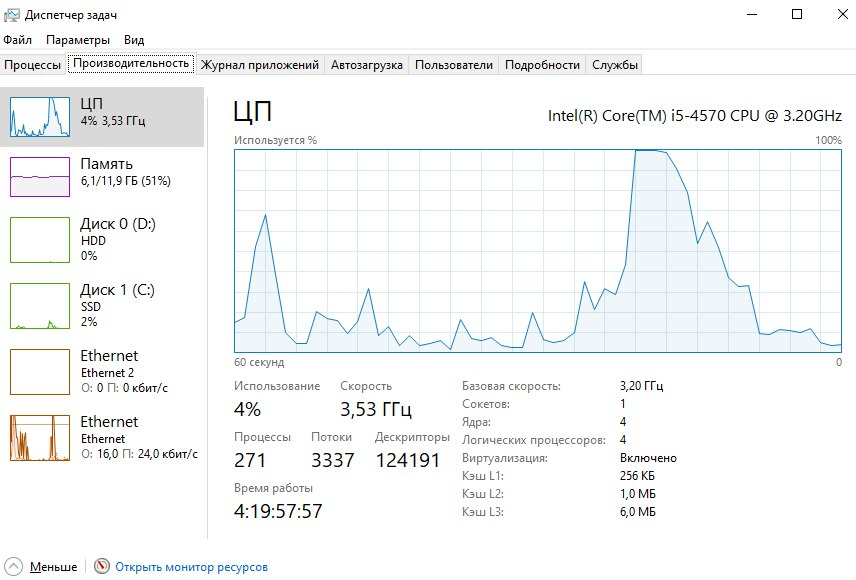 Диспетчер задач
Файл Параметры Вид
Процессы Производительность Журнал приложений Автозагрузка Пользователи Подробности Службы
ЦП
4% 3,53 ГГц
Память
6,1/11,9 ГБ (51%)
Диск 0 (D:)
HDD
0%
Диск 1 (C:)
SSD
2%
Ethernet
Ethernet 2
О: 0 П: 0 кбит/с
Ethernet
Ethernet
О: 16,0 П: 24,0 кбит/с
ЦП Intel(R) Core(TM) i5-4570 CPU @ 3.20GHz
Используется % 100%
60 секунд 0
Использование Скорость
4% 3,53 ГГц
Процессы Потоки Дескрипторы
271 3337 124191
Время работы
4:19:57:57
Базовая скорость: 3,20 ГГц
Сокетов: 1
Ядра: 4
Логических процессоров: 4
Виртуализация: Включено
Кэш L1: 256 КБ
Кэш L2: 1,0 МБ
Кэш L3: 6,0 МБ
Меньше Открыть монитор ресурсов